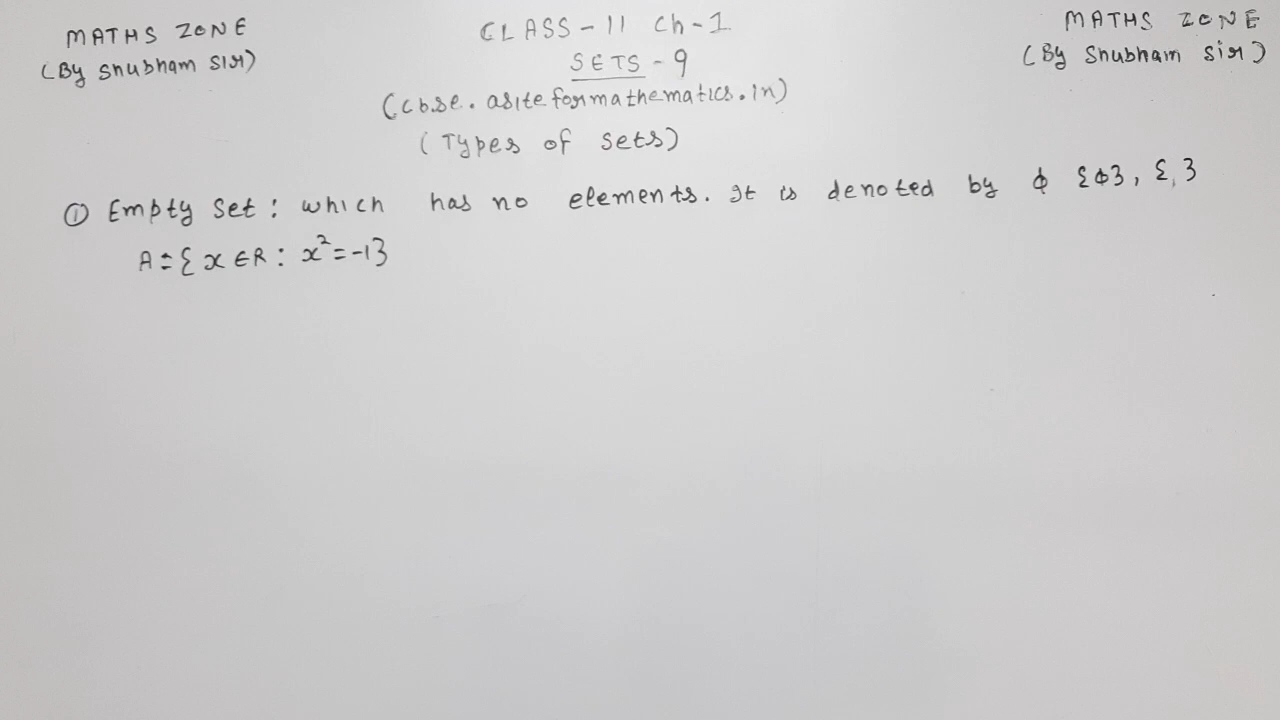 MATHS ZONE
(By Shubham sir)
CLASS-11 Ch-1
SETS-9
(cbse.asiteformathematics.in)
(Types of sets)
MATHS ZONE
(By Shubham sir)
① Empty Set: which has no elements. It is denoted by ϕ {ϕ}, { }
A = {x ∈ R : x² = -1}